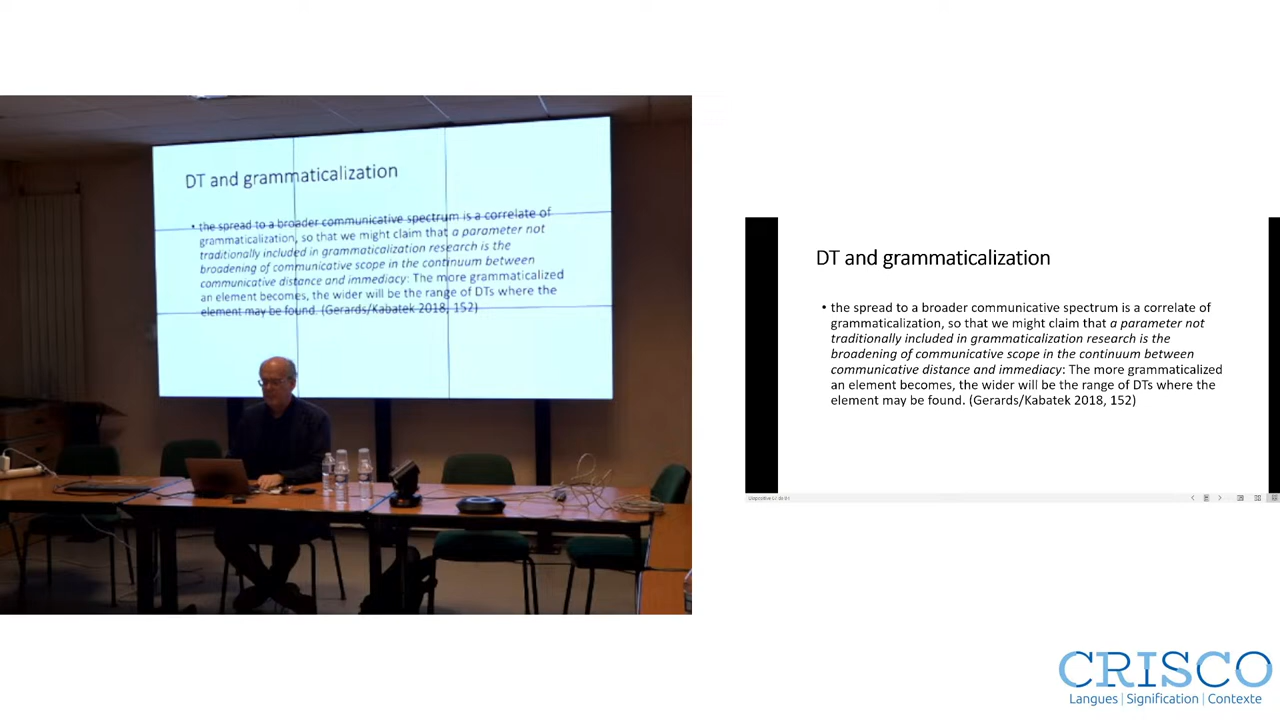 DT and grammaticalization
• the spread to a broader communicative spectrum is a correlate of
grammaticalization, so that we might claim that a parameter not
traditionally included in grammaticalization research is the
broadening of communicative scope in the continuum between
communicative distance and immediacy: The more grammaticalized
an element becomes, the wider will be the range of DTs where the
element may be found. (Gerards/Kabatek 2018, 152)
DT and grammaticalization
• the spread to a broader communicative spectrum is a correlate of
grammaticalization, so that we might claim that a parameter not
traditionally included in grammaticalization research is the
broadening of communicative scope in the continuum between
communicative distance and immediacy: The more grammaticalized
an element becomes, the wider will be the range of DTs where the
element may be found. (Gerards/Kabatek 2018, 152)
CRISCO
Langues | Signification | Contexte